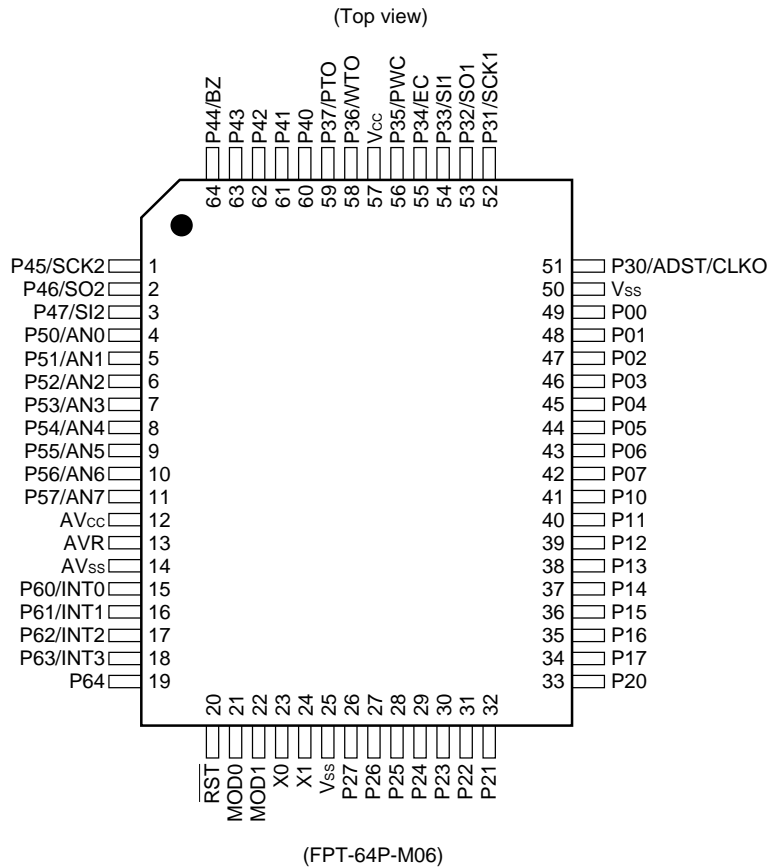 (Top view)
P44/BZ
P43
P42
P41
P40
P37/PTO
P36/WTO
Vcc
P35/PWC
P34/EC
P33/SI1
P32/SO1
P31/SCK1
64
63
62
61
60
59
58
57
56
55
54
53
52
P45/SCK2 1
P46/SO2 2
P47/SI2 3
P50/AN0 4
P51/AN1 5
P52/AN2 6
P53/AN3 7
P54/AN4 8
P55/AN5 9
P56/AN6 10
P57/AN7 11
AVcc 12
AVR 13
AVss 14
P60/INT0 15
P61/INT1 16
P62/INT2 17
P63/INT3 18
P64 19
51 P30/ADST/CLKO
50 Vss
49 P00
48 P01
47 P02
46 P03
45 P04
44 P05
43 P06
42 P07
41 P10
40 P11
39 P12
38 P13
37 P14
36 P15
35 P16
34 P17
33 P20
20
21
22
23
24
25
26
27
28
29
30
31
32
RST
MOD0
MOD1
X0
X1
Vss
P27
P26
P25
P24
P23
P22
P21
(FPT-64P-M06)